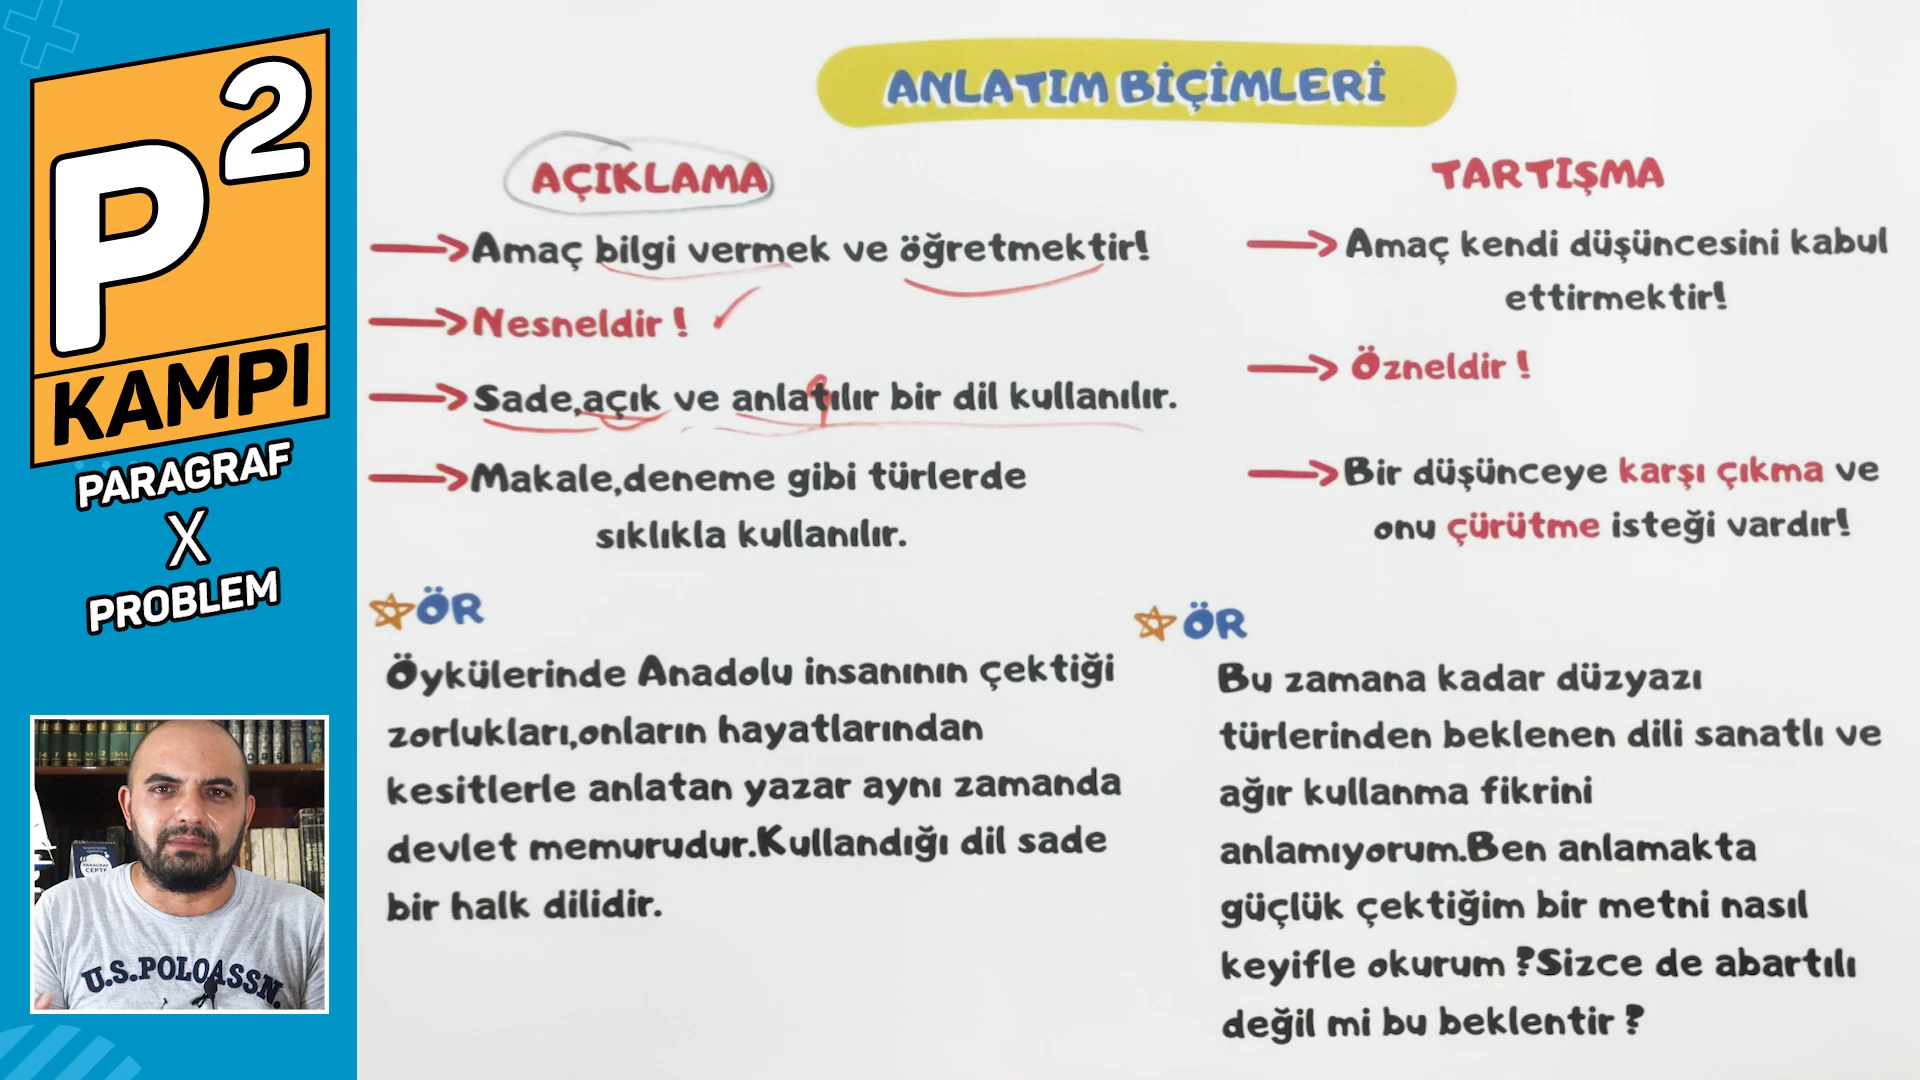 P2
KAMPI
PARAGRAF
X
PROBLEM
PARAGRAF
CEPTE
U.S. POLO ASSN.
ANLATIM BİÇİMLERİ
AÇIKLAMA
Amaç bilgi vermek ve öğretmektir!
Nesneldir !
Sade,açık ve anlatılır bir dil kullanılır.
Makale,deneme gibi türlerde
sıklıkla kullanılır.
ÖR
Öykülerinde Anadolu insanının çektiği
zorlukları,onların hayatlarından
kesitlerle anlatan yazar aynı zamanda
devlet memurudur.Kullandığı dil sade
bir halk dilidir.
TARTIŞMA
Amaç kendi düşüncesini kabul
ettirmektir!
Özneldir !
Bir düşünceye karşı çıkma ve
onu çürütme isteği vardır!
ÖR
Bu zamana kadar düzyazı
türlerinden beklenen dili sanatlı ve
ağır kullanma fikrini
anlamıyorum.Ben anlamakta
güçlük çektiğim bir metni nasıl
keyifle okurum ?Sizce de abartılı
değil mi bu beklentir ?